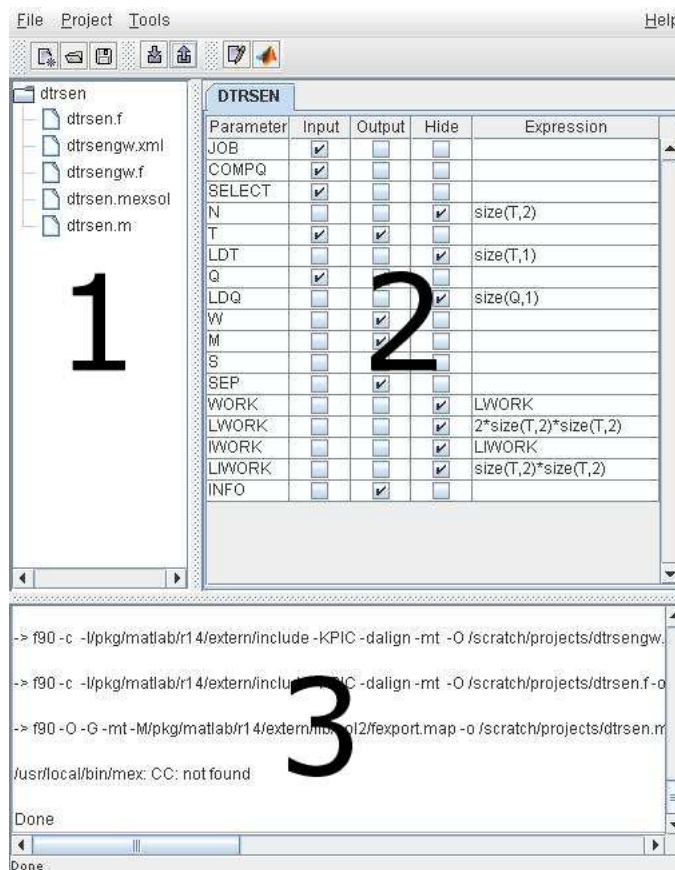 File Project Tools Help
dtrsen
dtrsen.f
dtrsengw.xml
dtrsengw.f
dtrsen.mexsol
dtrsen.m
1
DTRSEN
Parameter Input Output Hide Expression
JOB
COMPQ
SELECT
N size(T,2)
T
LDT size(T,1)
Q
LDQ size(Q,1)
W
M
S
SEP
WORK LWORK
LWORK 2*size(T,2)*size(T,2)
IWORK LIWORK
LIWORK size(T,2)*size(T,2)
INFO
2
-> f90 -c -I/pkg/matlab/r14/extern/include -KPIC -dalign -mt -O /scratch/projects/dtrsengw.
-> f90 -c -I/pkg/matlab/r14/extern/include -KPIC -dalign -mt -O /scratch/projects/dtrsen.f -o
-> f90 -O -G -mt -M/pkg/matlab/r14/extern/lib/sol2/fexport.map -o /scratch/projects/dtrsen.m
/usr/local/bin/mex: CC: not found
Done
3
Done